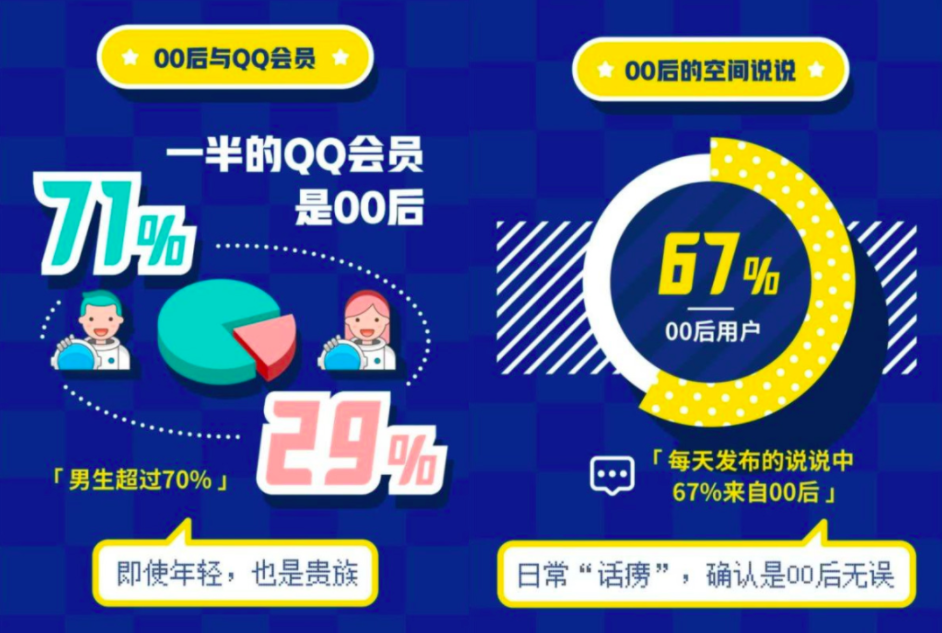 00后与QQ会员
一半的QQ会员
是00后
71%
29%
「男生超过70%」
即使年轻，也是贵族
00后的空间说说
67%
00后用户
「每天发布的说说中
67%来自00后」
日常“话痨”，确认是00后无误